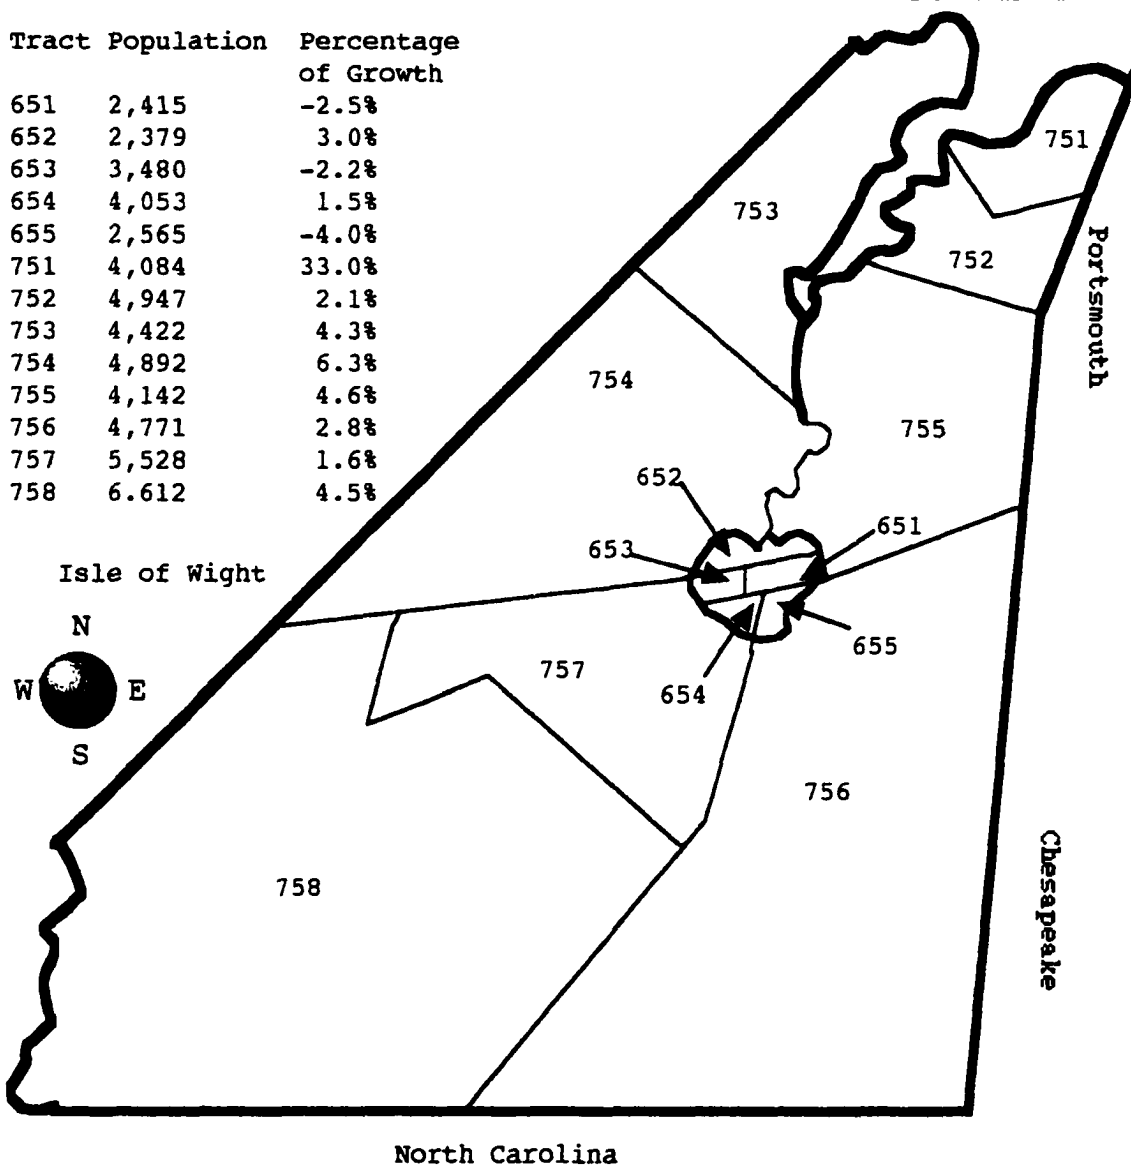 Tract Population Percentage
of Growth
651 2,415 -2.5%
652 2,379 3.0%
653 3,480 -2.2%
654 4,053 1.5%
655 2,565 -4.0%
751 4,084 33.0%
752 4,947 2.1%
753 4,422 4.3%
754 4,892 6.3%
755 4,142 4.6%
756 4,771 2.8%
757 5,528 1.6%
758 6.612 4.5%
751
753
752
Portsmouth
754
755
652
651
653
Isle of Wight
N
W E
S
655
757
654
756
758
Chesapeake
North Carolina